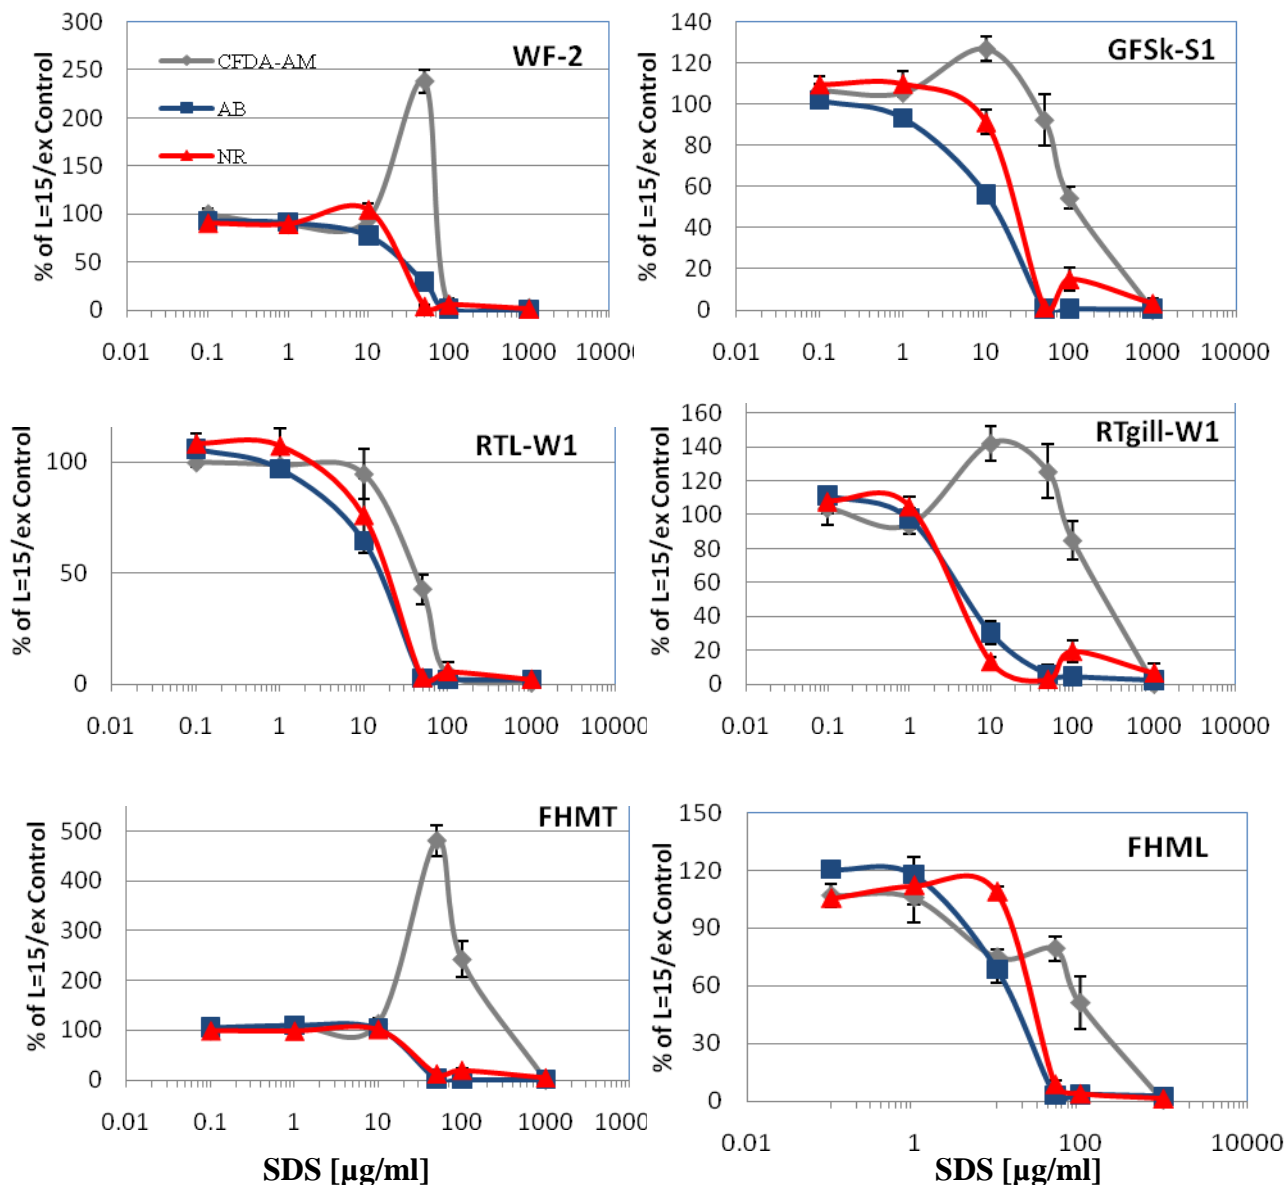 WF-2
% of L=15/ex Control
300
250
200
150
100
50
0
CFDA-AM
AB
NR
0.01 0.1 1 10 100 1000 10000
GFSk-S1
% of L=15/ex Control
140
120
100
80
60
40
20
0
0.01 0.1 1 10 100 1000 10000
RTL-W1
% of L=15/ex Control
100
50
0
0.01 0.1 1 10 100 1000 10000
RTgill-W1
% of L=15/ex Control
160
140
120
100
80
60
40
20
0
0.01 0.1 1 10 100 1000 10000
FHMT
% of L=15/ex Control
500
400
300
200
100
0
0.01 0.1 1 10 100 1000 1000
SDS [µg/ml]
FHML
% of L=15/ex Control
150
120
90
60
30
0
0.01 1 100 10000
SDS [µg/ml]